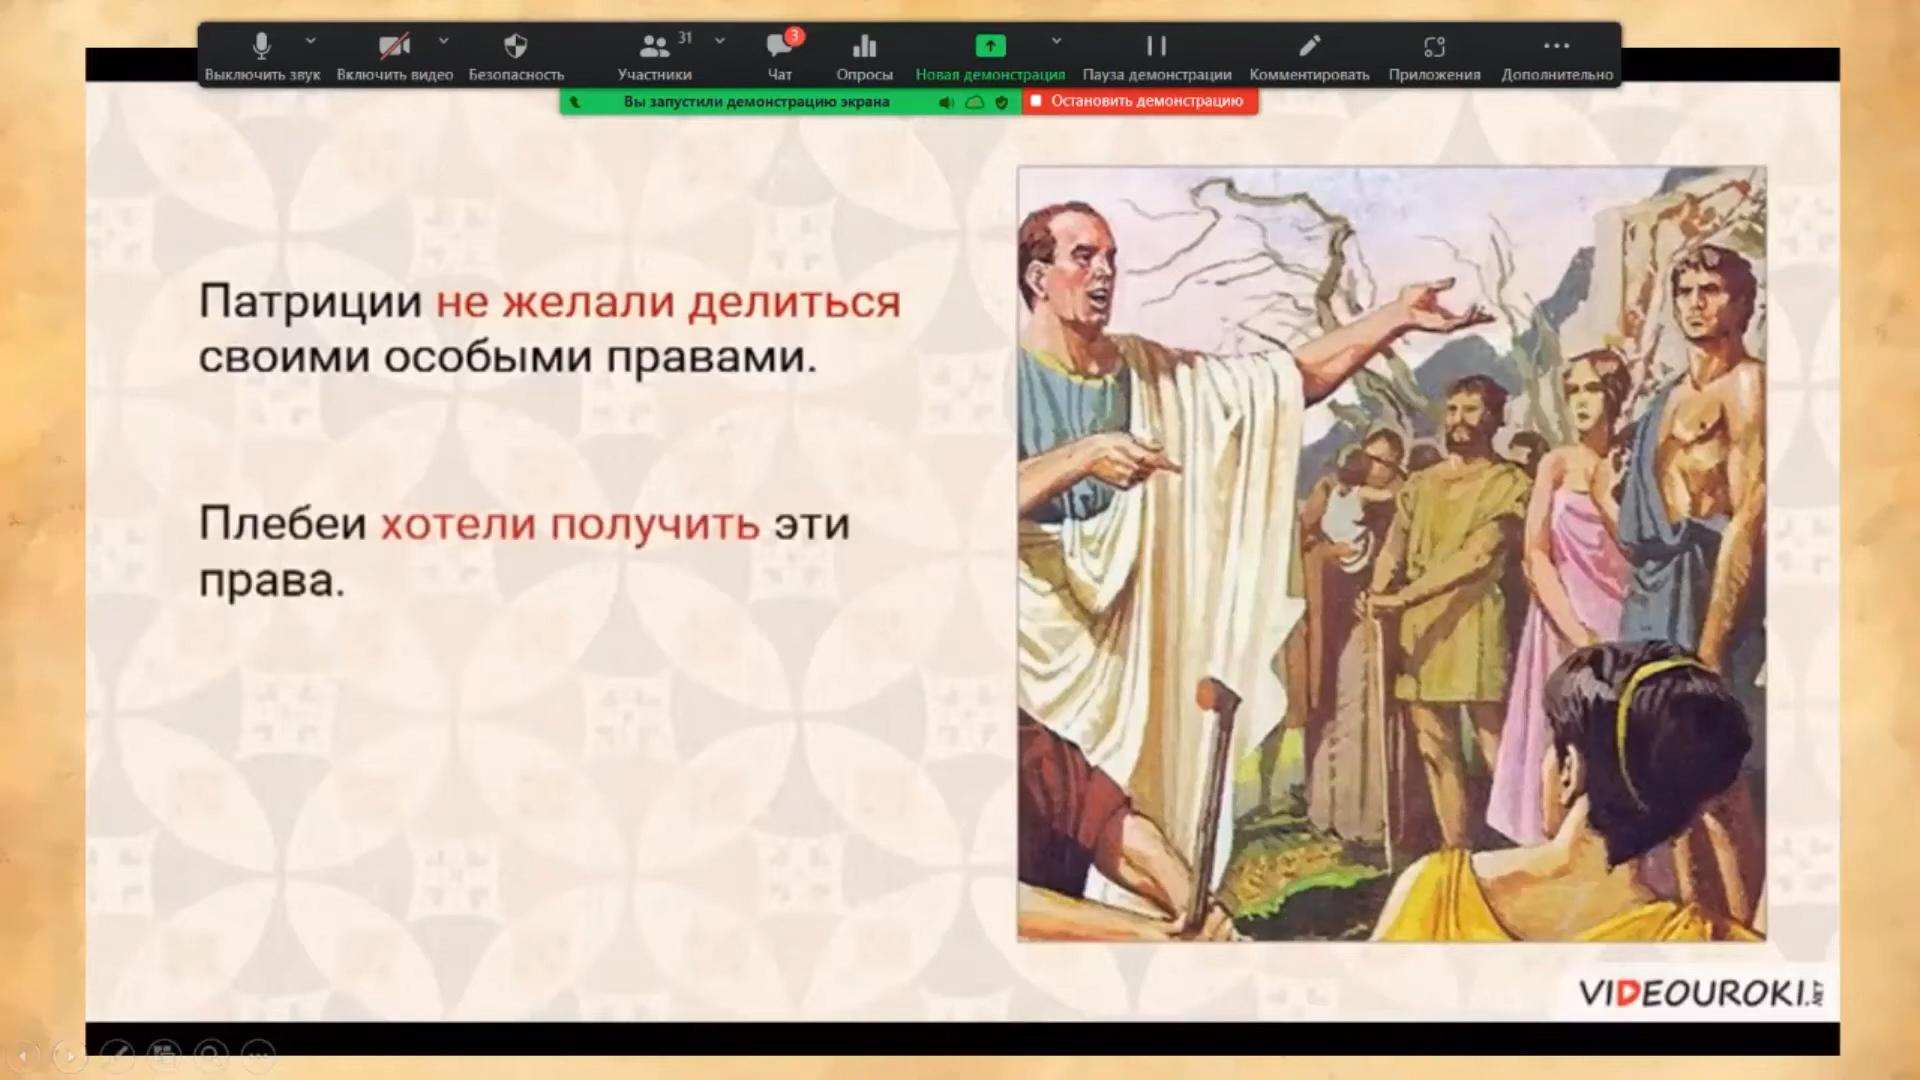 31
3
Выключить звук
Включить видео
Безопасность
Участники
Чат
Опросы
Новая демонстрация
Пауза демонстрации
Комментировать
Приложения
Дополнительно
Вы запустили демонстрацию экрана
Остановить демонстрацию
Патриции не желали делиться
своими особыми правами.
Плебеи хотели получить эти
права.
VIDEOUROKI.NET